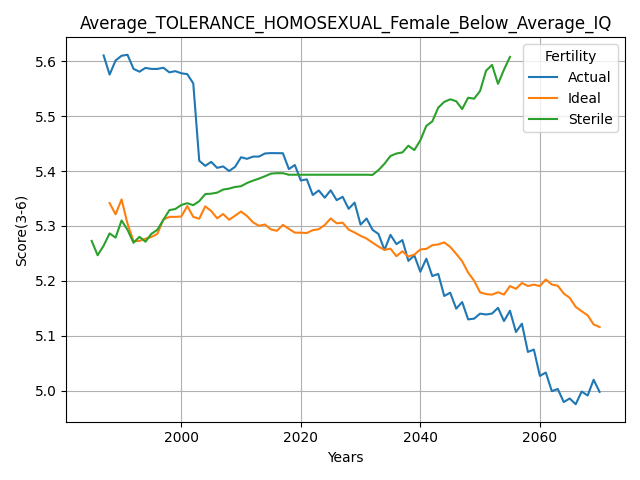 Average_TOLERANCE_HOMOSEXUAL_Female_Below_Average_IQ
Fertility
Actual
Ideal
Sterile
Score(3-6)
5.6
5.5
5.4
5.3
5.2
5.1
5.0
2000
2020
2040
2060
Years